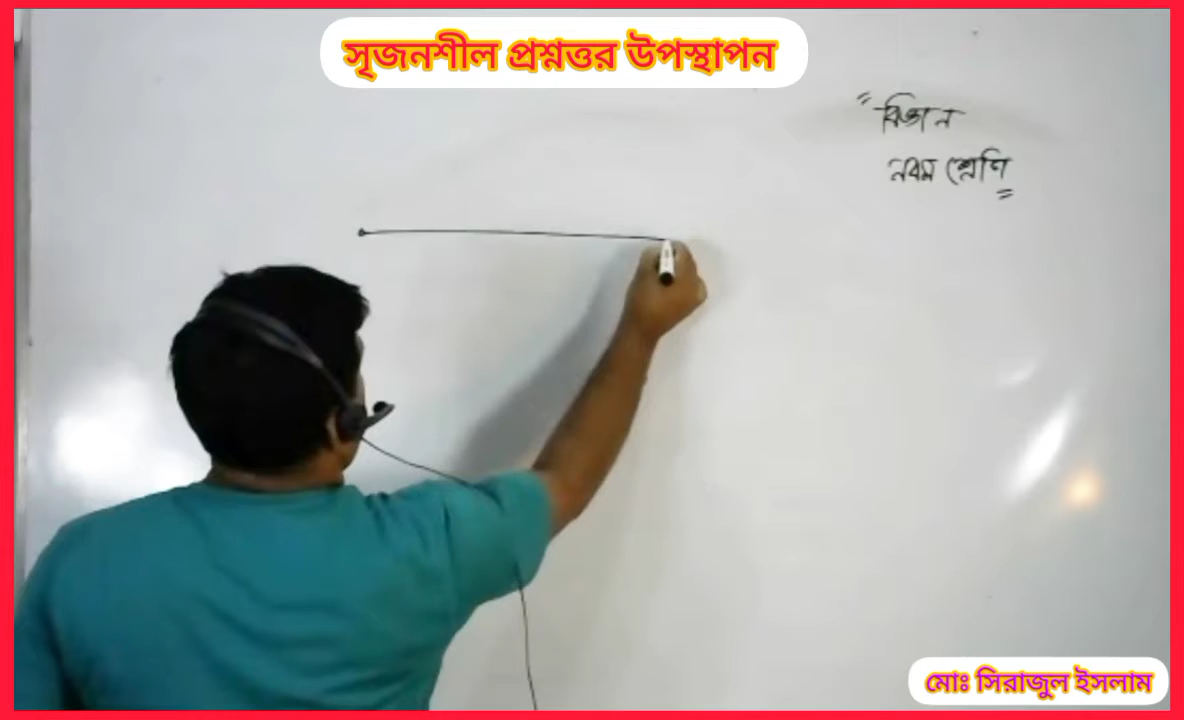 সৃজনশীল প্রশ্নত্তর উপস্থাপন
"বিজ্ঞান
নবম শ্রেণি"
মোঃ সিরাজুল ইসলাম